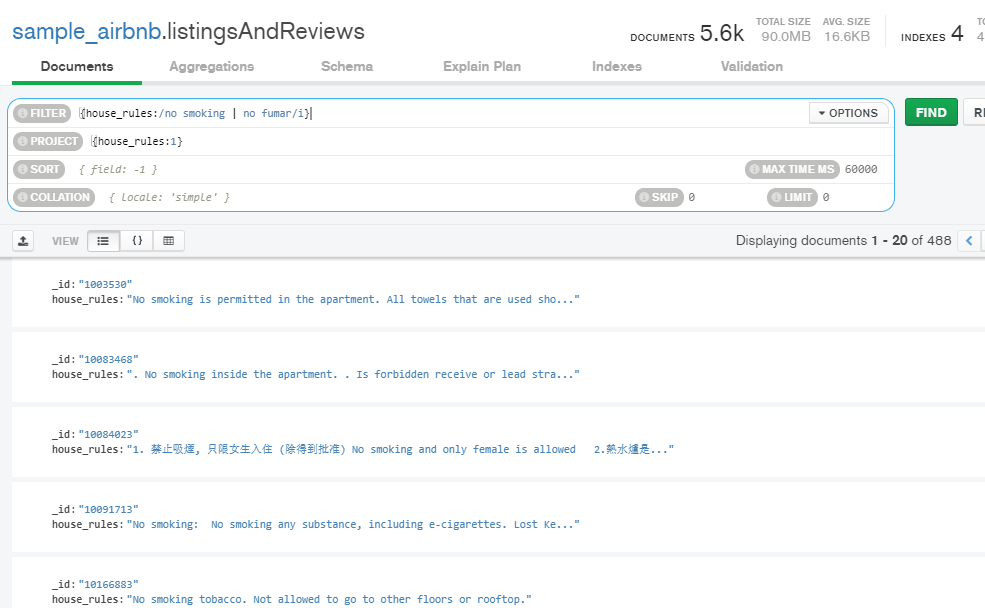 sample_airbnb.listingsAndReviews
DOCUMENTS 5.6k TOTAL SIZE 90.0MB AVG. SIZE 16.6KB INDEXES 4
Documents Aggregations Schema Explain Plan Indexes Validation
FILTER {house_rules:/no smoking | no fumar/i} OPTIONS FIND
PROJECT {house_rules:1}
SORT { field: -1 } MAX TIME MS 60000
COLLATION { locale: 'simple' } SKIP 0 LIMIT 0
VIEW {} Displaying documents 1 - 20 of 488
_id: "1003530"
house_rules: "No smoking is permitted in the apartment. All towels that are used sho..."
_id: "10083468"
house_rules: ". No smoking inside the apartment. . Is forbidden receive or lead stra..."
_id: "10084023"
house_rules: "1. 禁止吸煙, 只限女生入住 (除得到批准) No smoking and only female is allowed 2.熱水爐是..."
_id: "10091713"
house_rules: "No smoking: No smoking any substance, including e-cigarettes. Lost Ke..."
_id: "10166883"
house_rules: "No smoking tobacco. Not allowed to go to other floors or rooftop."